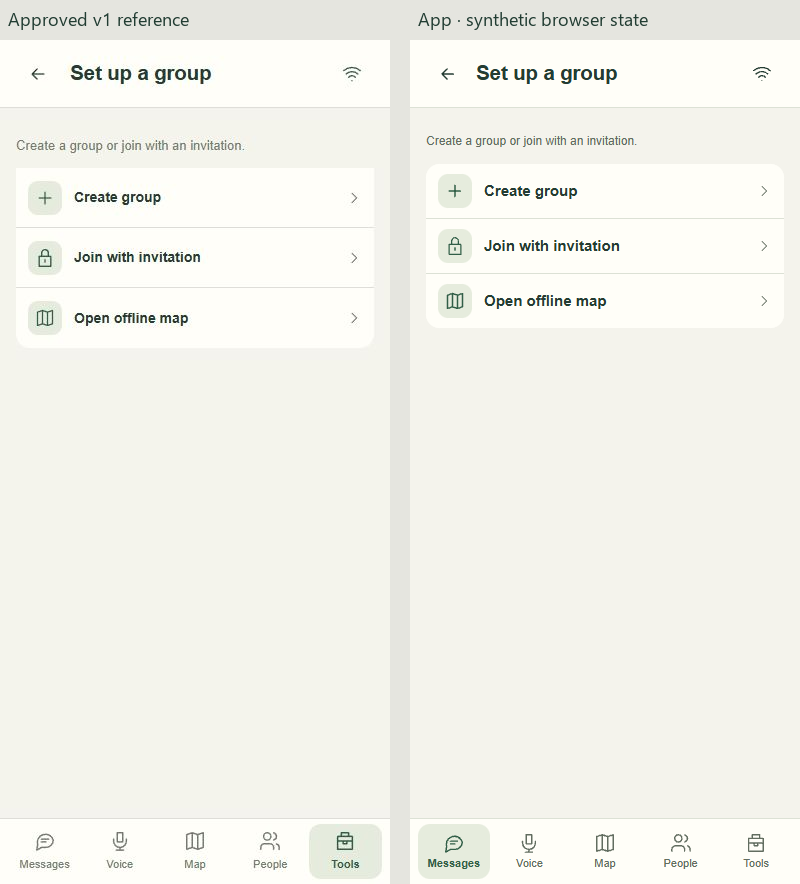 Approved v1 reference
Set up a group
Create a group or join with an invitation.
Create group
Join with invitation
Open offline map
Messages Voice Map People Tools
App · synthetic browser state
Set up a group
Create a group or join with an invitation.
Create group
Join with invitation
Open offline map
Messages Voice Map People Tools